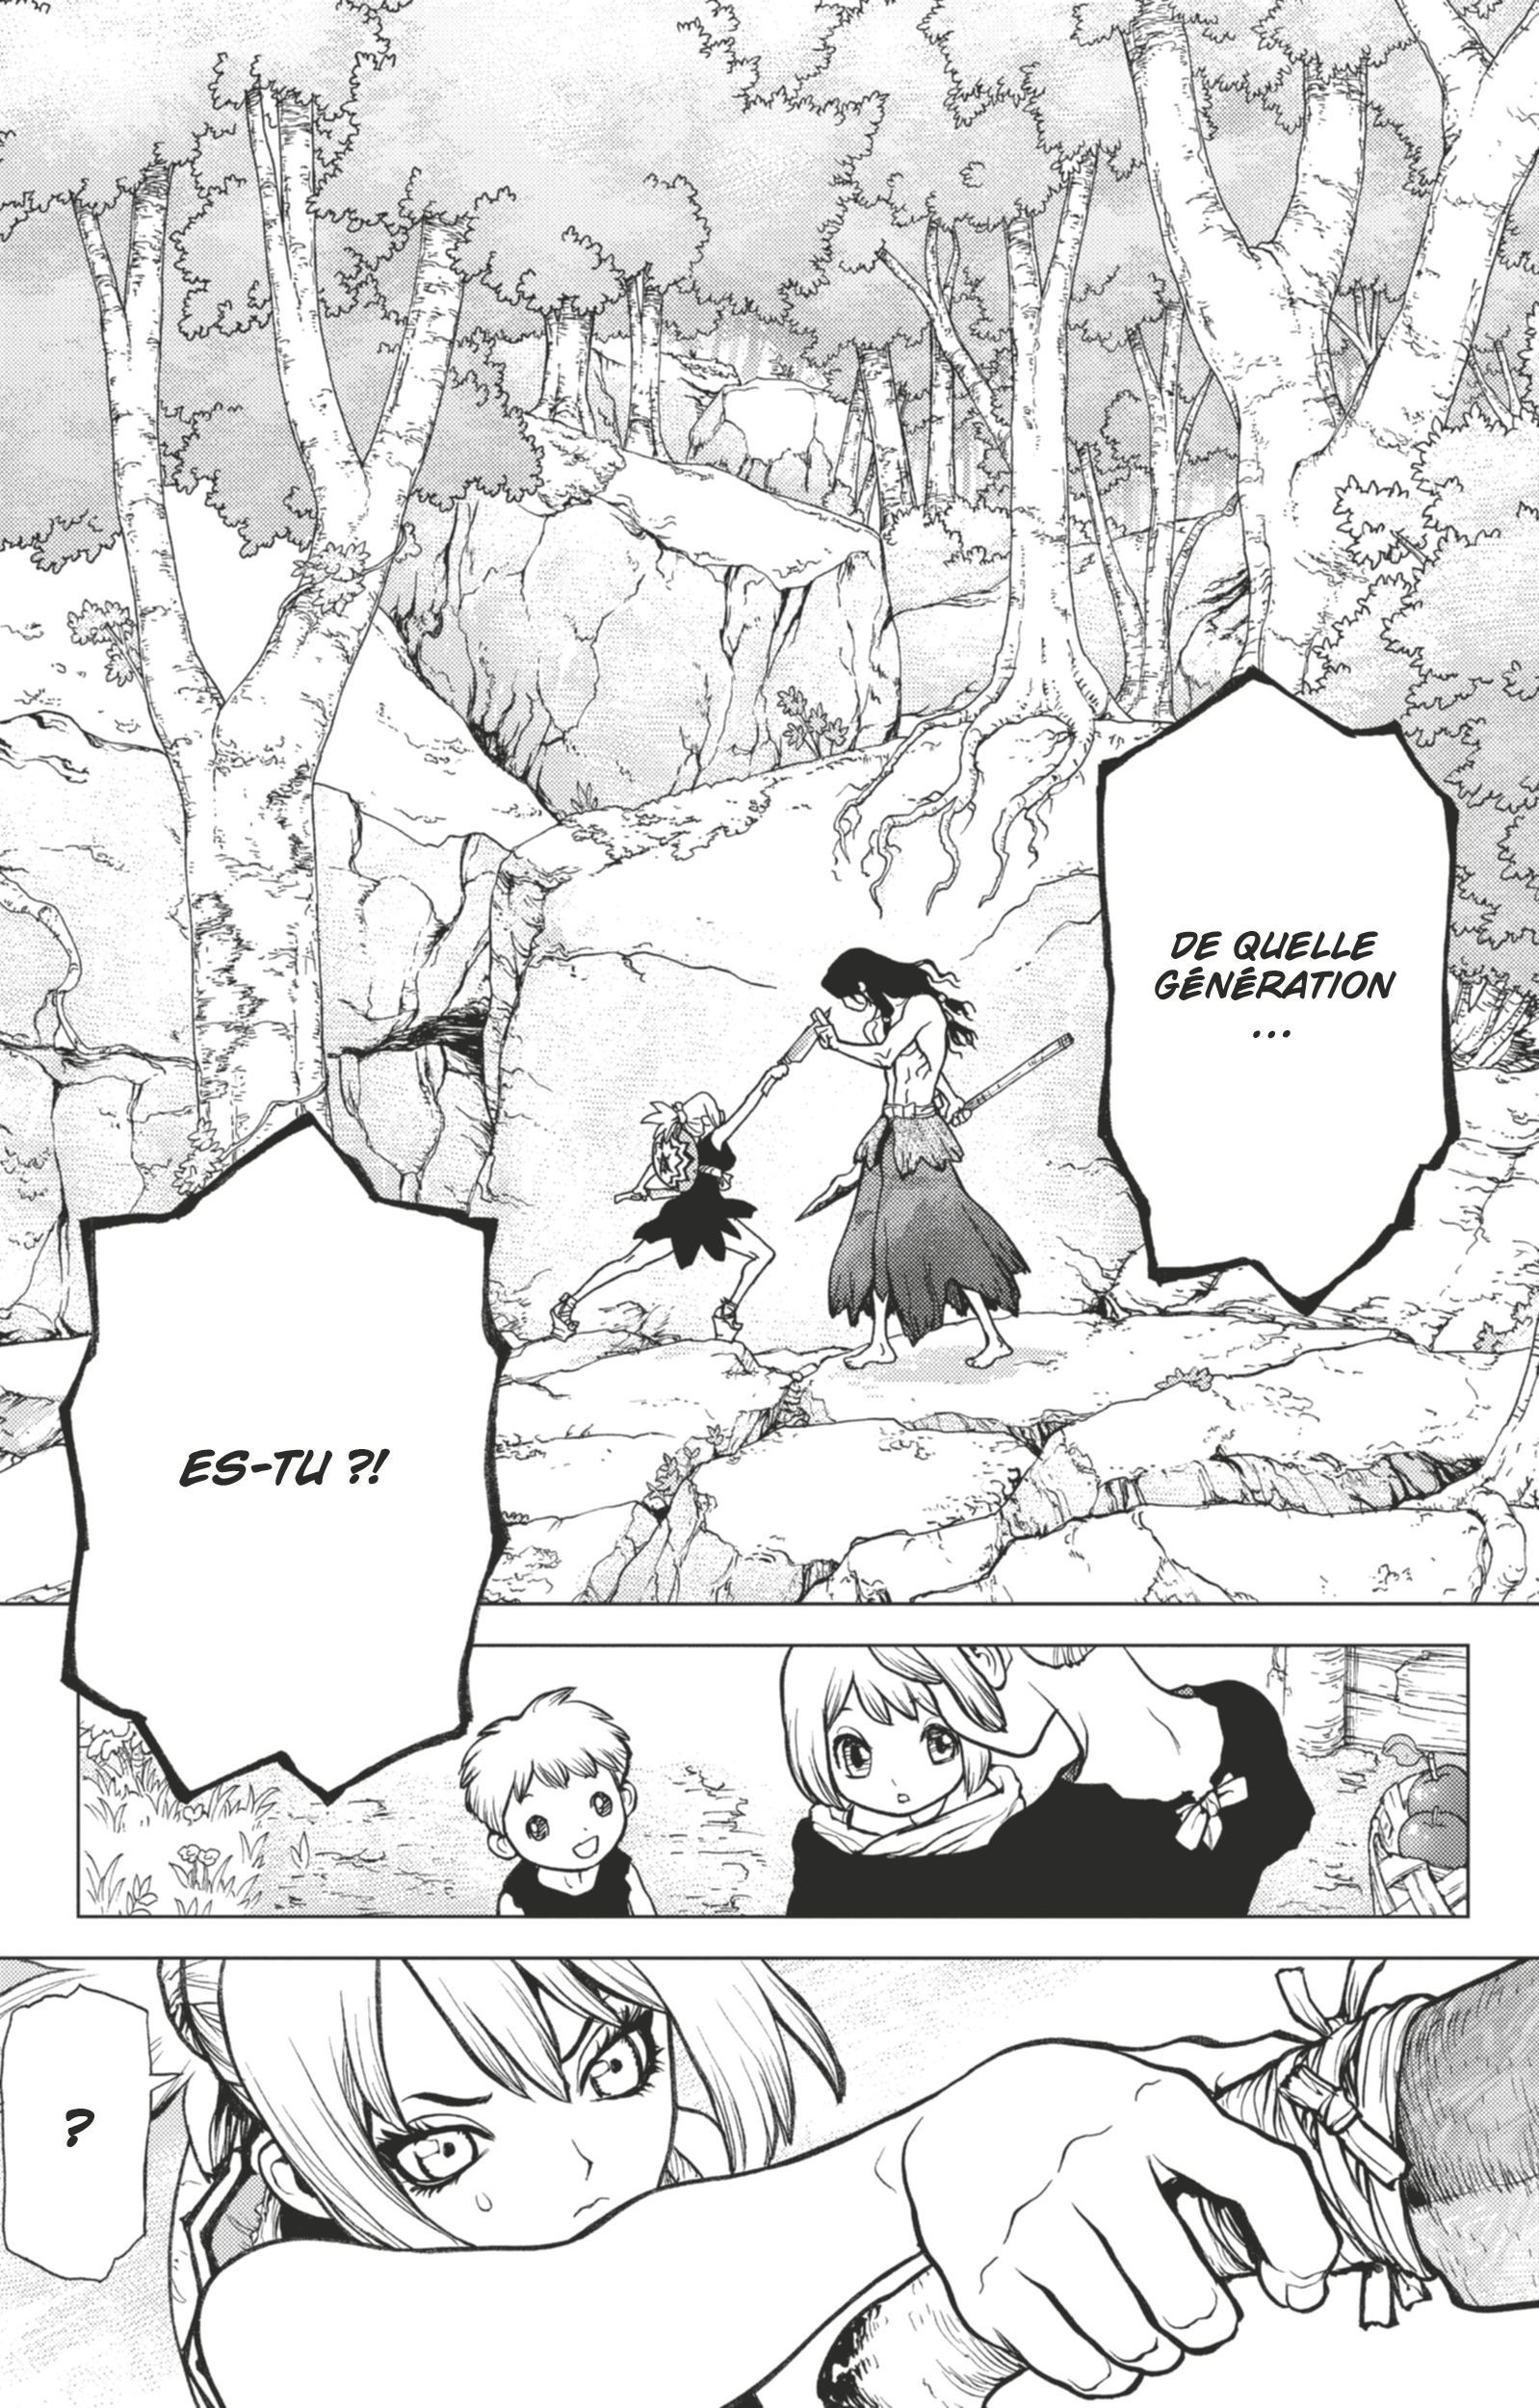 DE QUELLE
GÉNÉRATION
...
ES-TU ?!
?